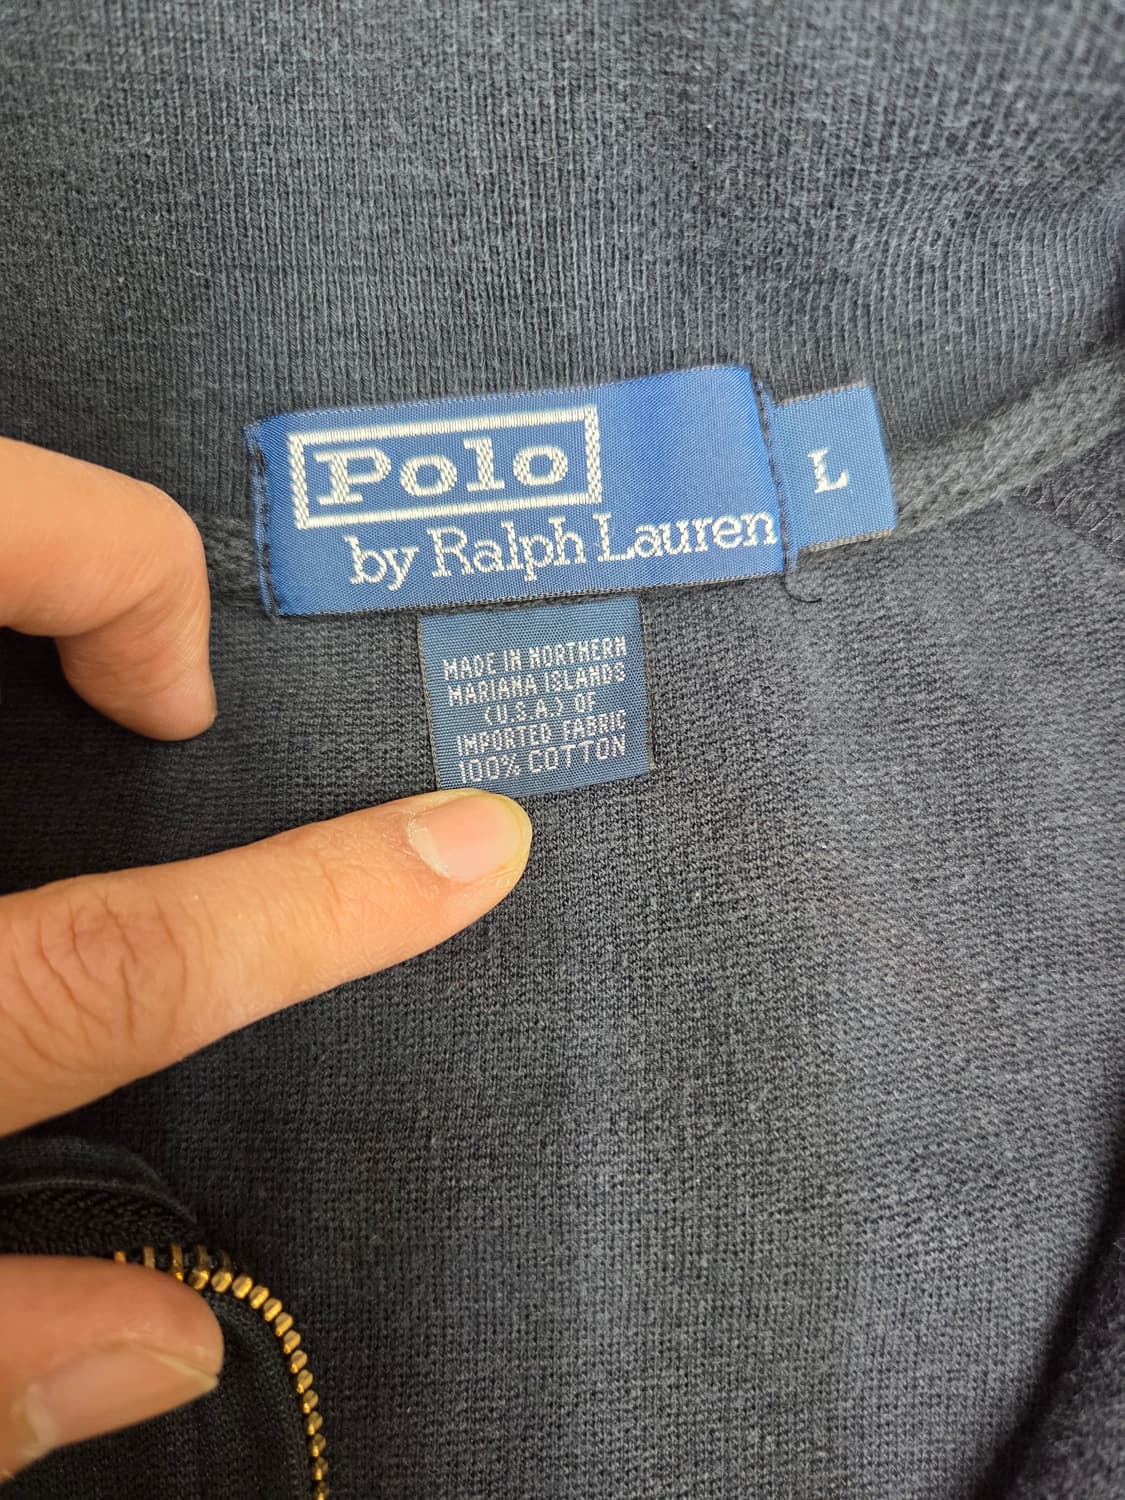 Polo
by Ralph Lauren
L
MADE IN NORTHERN
MARIANA ISLANDS
(U.S.A) OF
IMPORTED FABRIC
100% COTTON